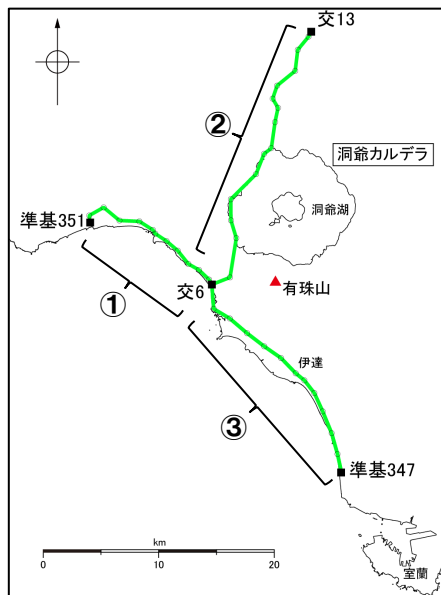 交13
②
洞爺カルデラ
洞爺湖
準基351
交6
有珠山
①
伊達
③
準基347
km
0 10 20
室蘭